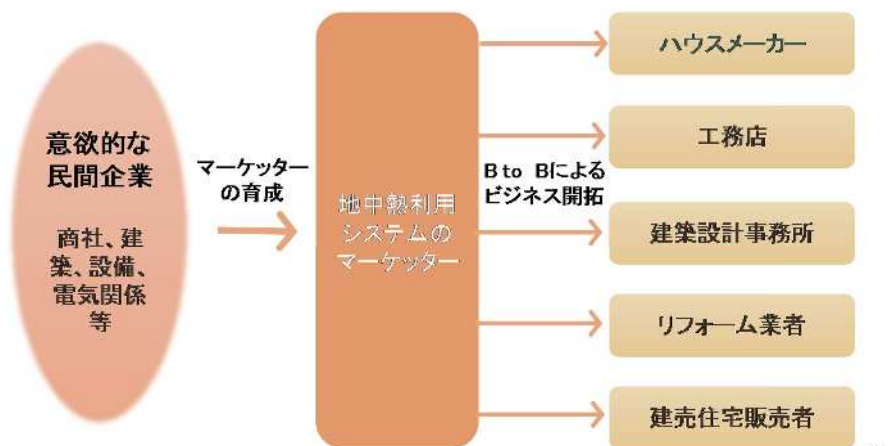 意欲的な
民間企業
商社、建
築、設備、
電気関係
等
マーケッター
の育成
地中熱利用
システムの
マーケッター
B to Bによる
ビジネス開拓
ハウスメーカー
工務店
建築設計事務所
リフォーム業者
建売住宅販売者